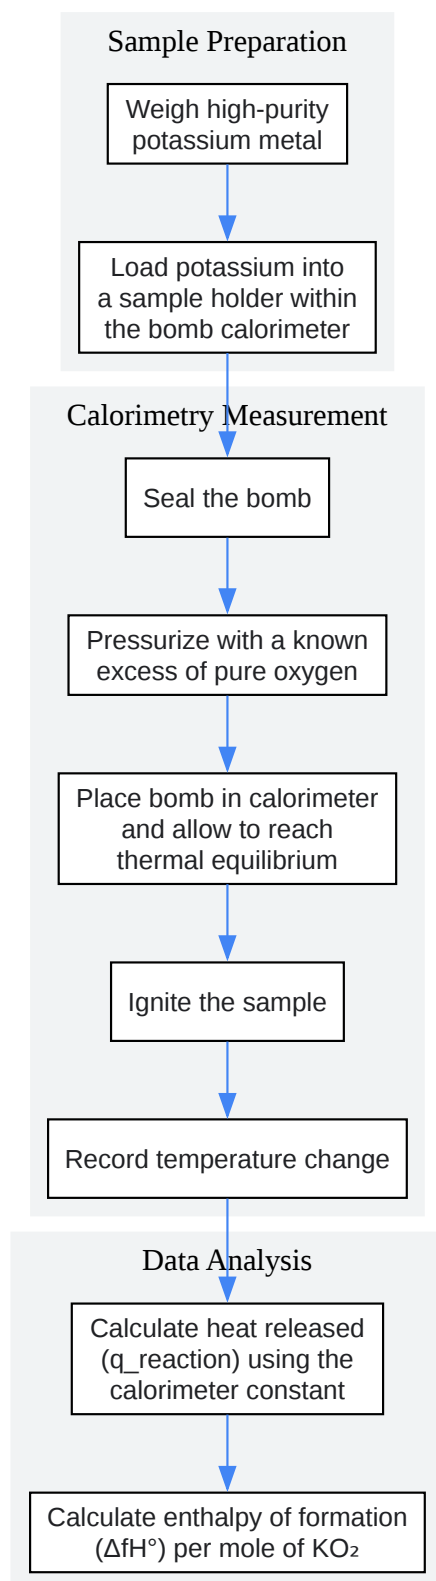 Sample Preparation
Weigh high-purity
potassium metal
Load potassium into
a sample holder within
the bomb calorimeter
Calorimetry Measurement
Seal the bomb
Pressurize with a known
excess of pure oxygen
Place bomb in calorimeter
and allow to reach
thermal equilibrium
Ignite the sample
Record temperature change
Data Analysis
Calculate heat released
(q_reaction) using the
calorimeter constant
Calculate enthalpy of formation
(ΔfH°) per mole of KO₂